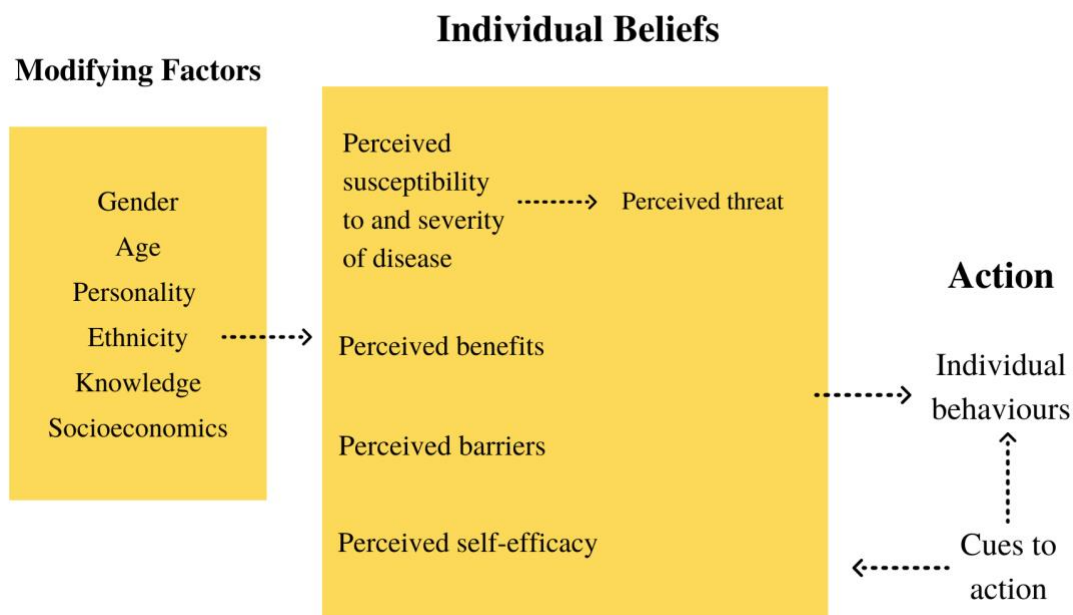 Individual Beliefs
Modifying Factors
Gender
Age
Personality
Ethnicity
Knowledge
Socioeconomics
Perceived
susceptibility
to and severity
of disease
Perceived threat
Perceived benefits
Perceived barriers
Perceived self-efficacy
Action
Individual
behaviours
Cues to
action